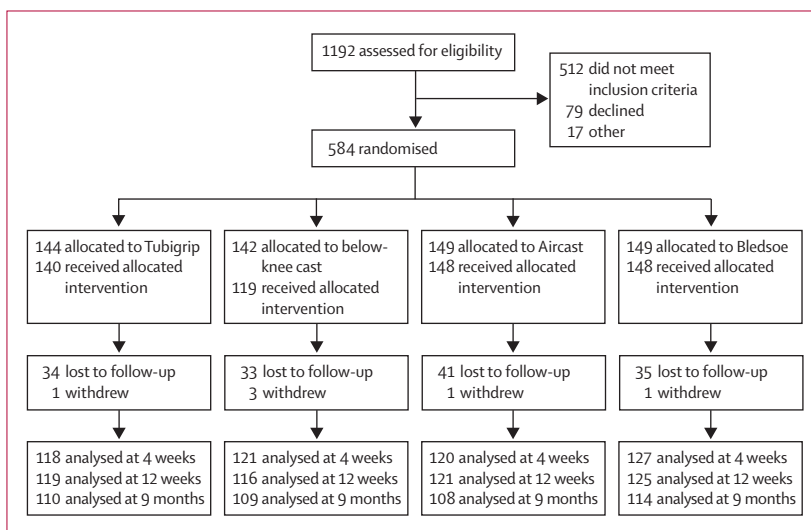 1192 assessed for eligibility
512 did not meet
inclusion criteria
79 declined
17 other
584 randomised
144 allocated to Tubigrip
140 received allocated
intervention
142 allocated to below-
knee cast
119 received allocated
intervention
149 allocated to Aircast
148 received allocated
intervention
149 allocated to Bledsoe
148 received allocated
intervention
34 lost to follow-up
1 withdrew
33 lost to follow-up
3 withdrew
41 lost to follow-up
1 withdrew
35 lost to follow-up
1 withdrew
118 analysed at 4 weeks
119 analysed at 12 weeks
110 analysed at 9 months
121 analysed at 4 weeks
116 analysed at 12 weeks
109 analysed at 9 months
120 analysed at 4 weeks
121 analysed at 12 weeks
108 analysed at 9 months
127 analysed at 4 weeks
125 analysed at 12 weeks
114 analysed at 9 months